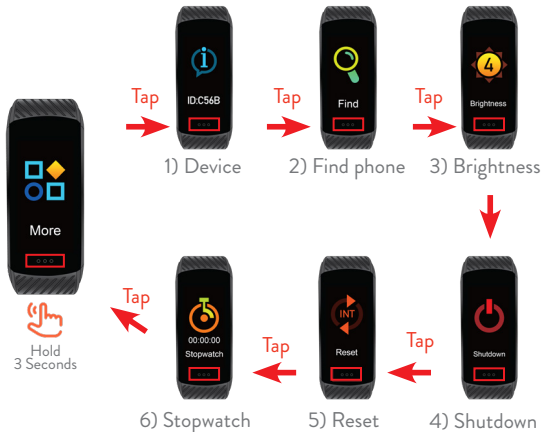 More
Hold
3 Seconds
Tap
ID:C56B
1) Device
Tap
Find
2) Find phone
Tap
4
Brightness
3) Brightness
Shutdown
4) Shutdown
Tap
INT
Reset
5) Reset
Tap
00:00:00
Stopwatch
6) Stopwatch
Tap